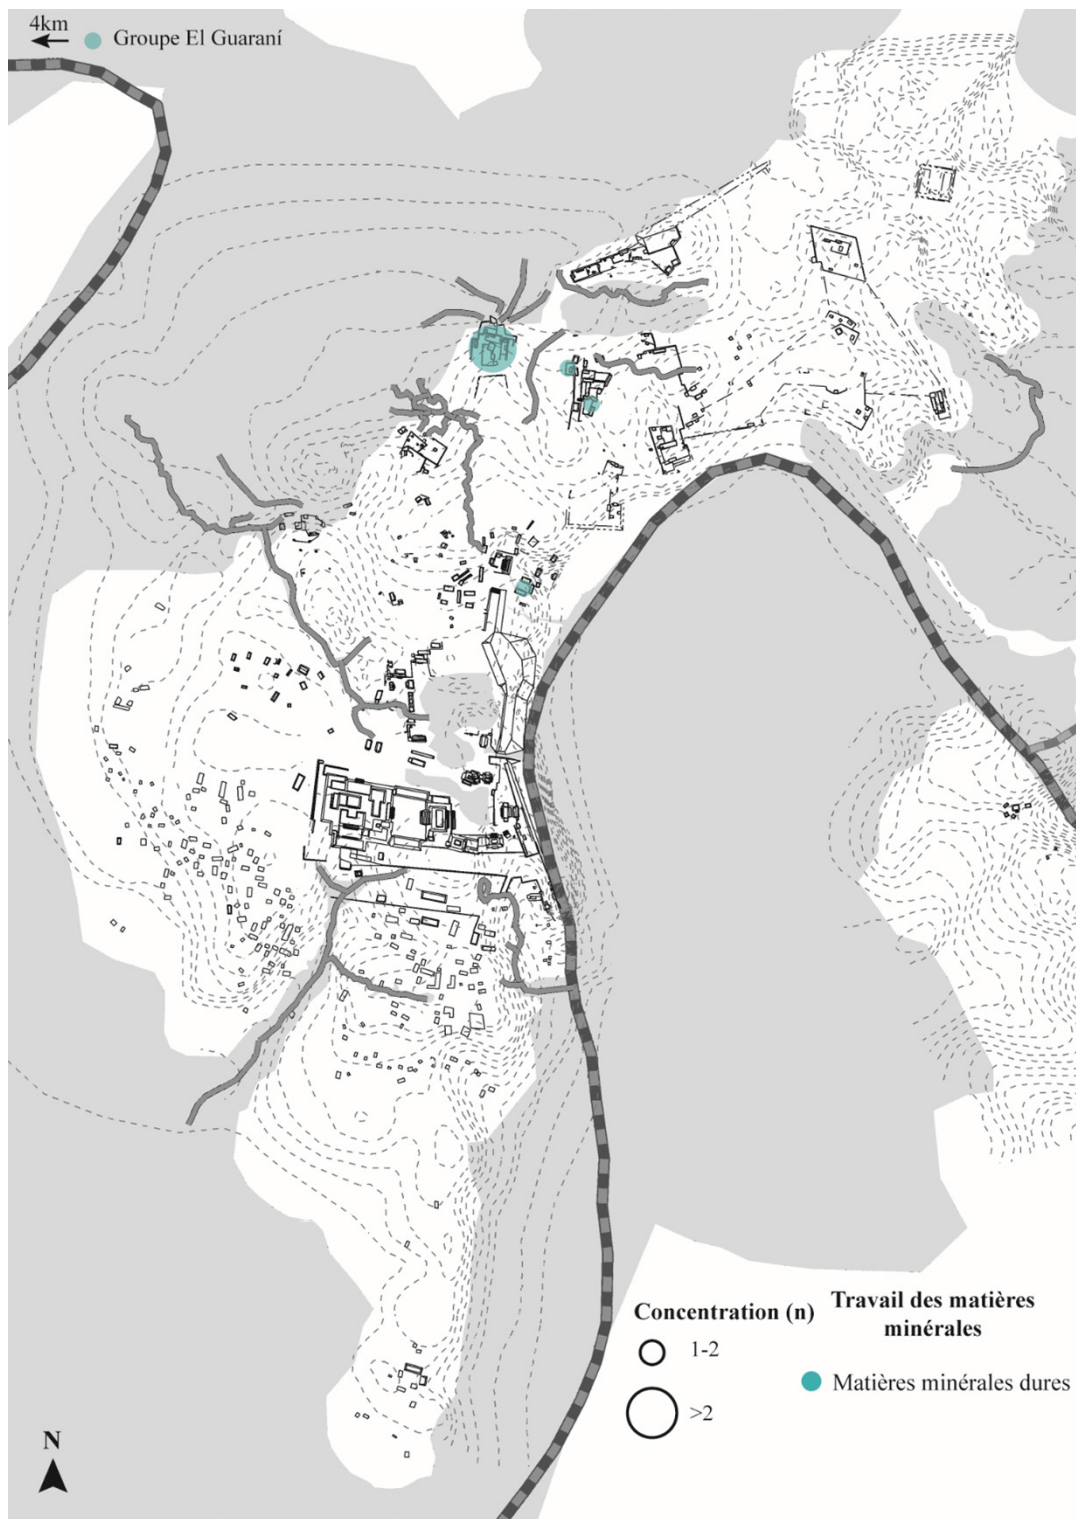 4km
Groupe El Guaraní
Concentration (n)
1-2
>2
Travail des matières
minérales
Matières minérales dures
N